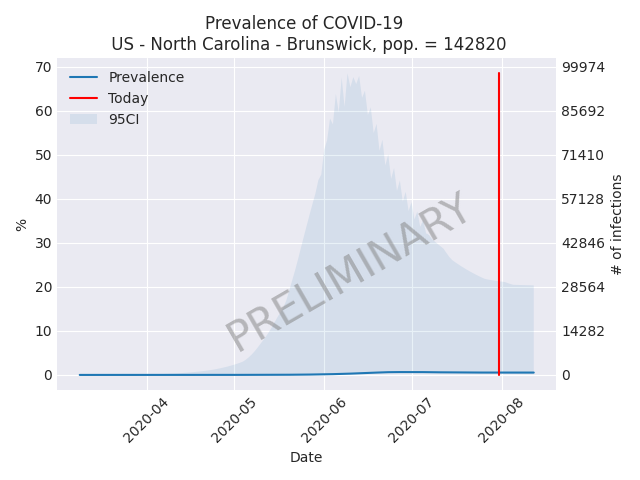 Prevalence of COVID-19
US - North Carolina - Brunswick, pop. = 142820
70
60
50
40
30
20
10
0
%
Prevalence
Today
95CI
PRELIMINARY
99974
85692
71410
57128
42846
28564
14282
0
# of infections
2020-04
2020-05
2020-06
2020-07
2020-08
Date